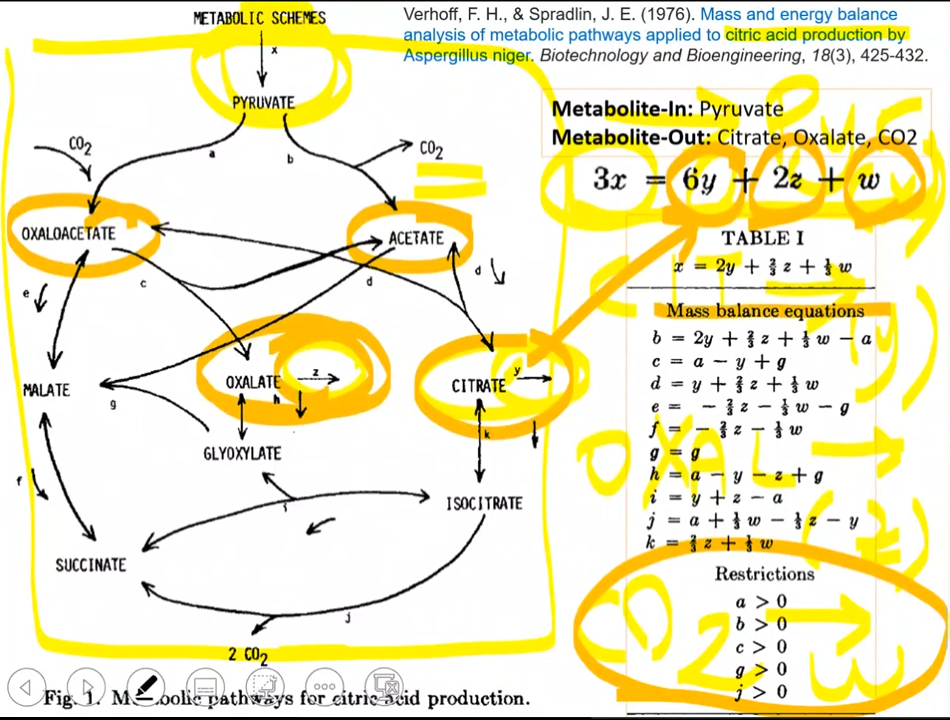 METABOLIC SCHEMES
Verhoff, F. H., & Spradlin, J. E. (1976). Mass and energy balance
analysis of metabolic pathways applied to citric acid production by
Aspergillus niger. Biotechnology and Bioengineering, 18(3), 425-432.
x
PYRUVATE
Metabolite-In: Pyruvate
Metabolite-Out: Citrate, Oxalate, CO2
CO2
a
b
CO2
3x = 6y + 2z + w
OXALOACETATE
ACETATE
TABLE I
x = 2y + ⅔ z + ⅓ w
c
d
d
e
Mass balance equations
b = 2y + ⅔ z + ⅓ w − a
c = a − y + g
d = y + ⅔ z + ⅓ w
e = − ⅔ z − ⅓ w − g
f = − ⅔ z − ⅓ w
g = g
h = a − y − z + g
i = y + z − a
j = a + ⅓ w − ⅓ z − y
k = ⅔ z + ⅓ w
MALATE
OXALATE
z
CITRATE
y
g
h
k
GLYOXYLATE
f
i
ISOCITRATE
OXAL
SUCCINATE
Restrictions
a > 0
b > 0
c > 0
g > 0
j > 0
CO2
j
2 CO2
Fig. 1. M bolic pathways for citric acid production.